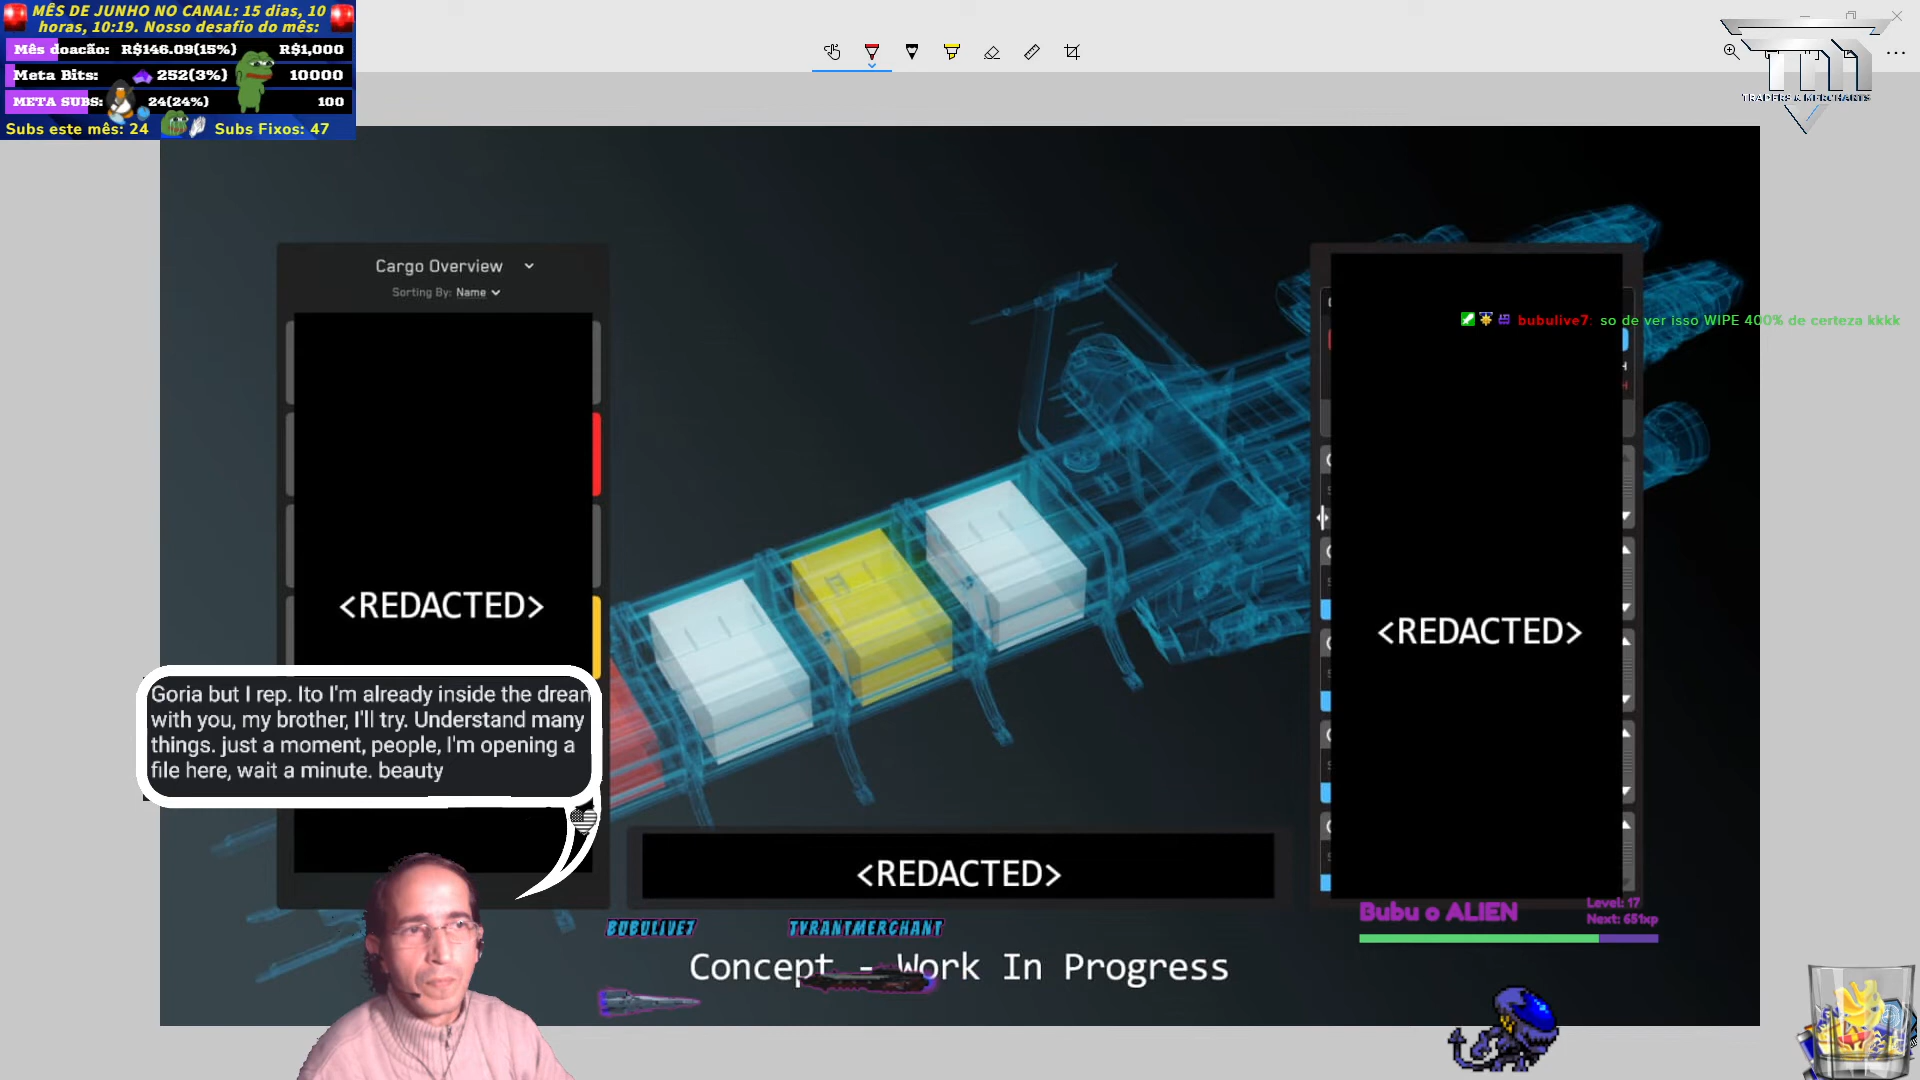 MÊS DE JUNHO NO CANAL: 15 dias, 10
horas, 10:19. Nosso desafio do mês:
Mês doacão: R$146.09(15%) R$1,000
Meta Bits: 252(3%) 10000
META SUBS: 24(24%) 100
Subs este mês: 24 Subs Fixos: 47
TRADERS & MERCHANTS
Cargo Overview
Sorting By: Name
bubulive7: so de ver isso WIPE 400% de certeza kkkk
<REDACTED>
<REDACTED>
Goria but I rep. Ito I'm already inside the drean
with you, my brother, I'll try. Understand many
things. just a moment, people, I'm opening a
file here, wait a minute. beauty
<REDACTED>
Bubu o ALIEN
Level: 17
Next: 651xp
BUBULIVE7 TYRANTMERCHANT
Concept - Work In Progress